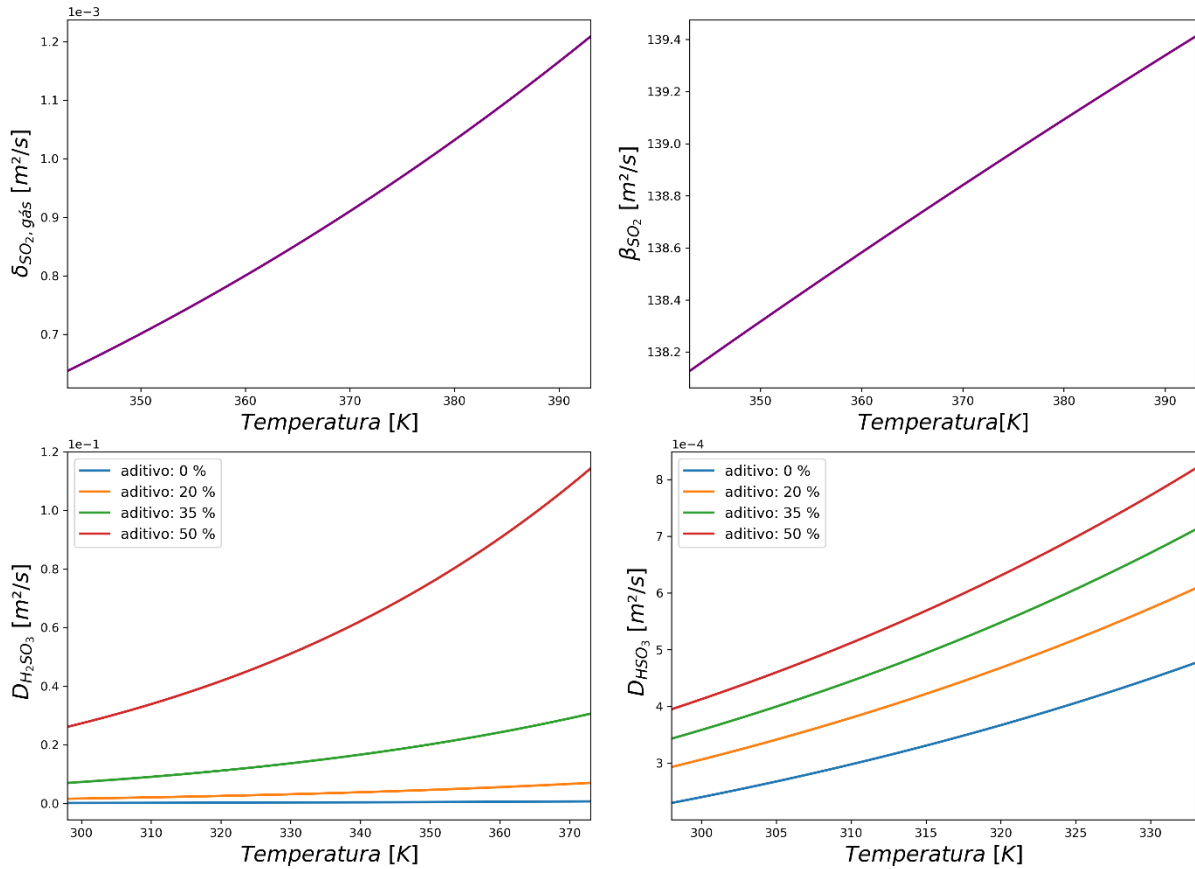 1e−3
1.2
1.1
1.0
0.9
0.8
0.7
δSO₂, gás [m²/s]
350 360 370 380 390
Temperatura [K]
139.4
139.2
139.0
138.8
138.6
138.4
138.2
βSO₂ [m²/s]
350 360 370 380 390
Temperatura[K]
1e−1
1.2
1.0
0.8
0.6
0.4
0.2
0.0
DH₂SO₃ [m²/s]
aditivo: 0 %
aditivo: 20 %
aditivo: 35 %
aditivo: 50 %
300 310 320 330 340 350 360 370
Temperatura [K]
1e−4
8
7
6
5
4
3
DHSO₃ [m²/s]
aditivo: 0 %
aditivo: 20 %
aditivo: 35 %
aditivo: 50 %
300 305 310 315 320 325 330
Temperatura [K]